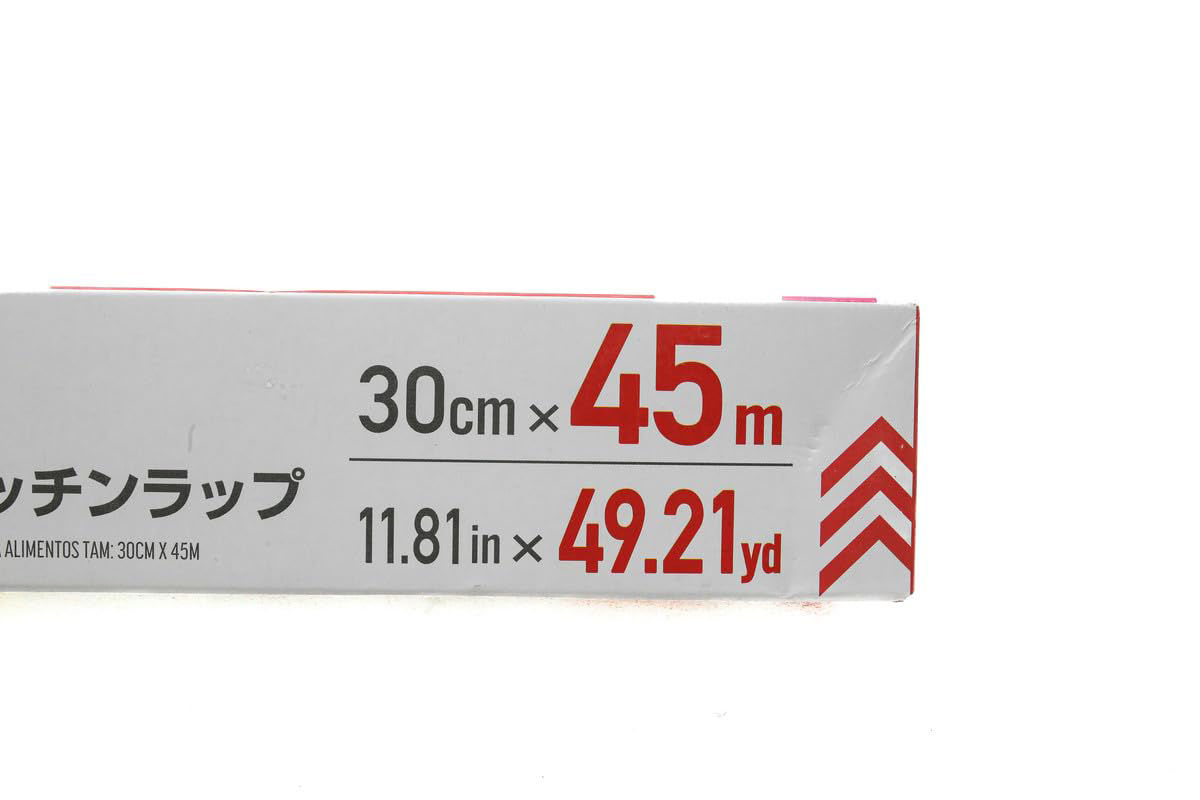 30cm×45m
11.81in×49.21yd
ッチンラップ
ALIMENTOS TAM: 30CM X 45M